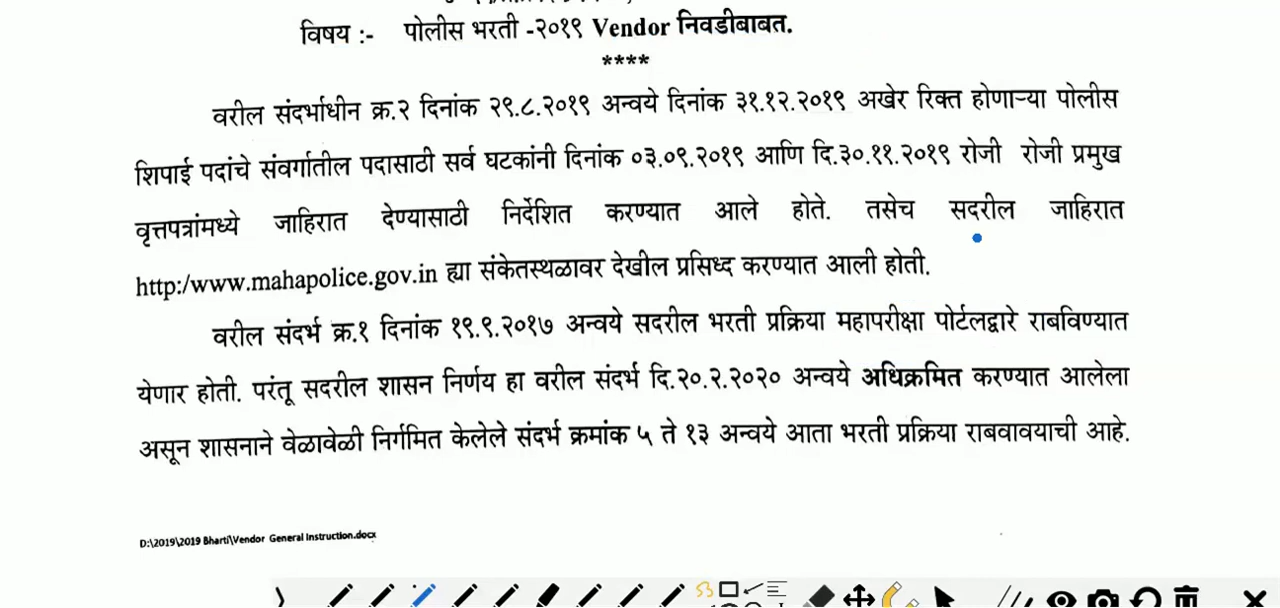 विषय :- पोलीस भरती -२०१९ Vendor निवडीबाबत.
****
वरील संदर्भाधीन क्र.२ दिनांक २९.८.२०१९ अन्वये दिनांक ३१.१२.२०१९ अखेर रिक्त होणाऱ्या पोलीस
शिपाई पदांचे संवर्गातील पदासाठी सर्व घटकांनी दिनांक ०३.०९.२०१९ आणि दि.३०.११.२०१९ रोजी रोजी प्रमुख
वृत्तपत्रांमध्ये जाहिरात देण्यासाठी निर्देशित करण्यात आले होते. तसेच सदरील जाहिरात
http:/www.mahapolice.gov.in ह्या संकेतस्थळावर देखील प्रसिध्द करण्यात आली होती.
वरील संदर्भ क्र.१ दिनांक १९.९.२०१७ अन्वये सदरील भरती प्रक्रिया महापरीक्षा पोर्टलद्वारे राबविण्यात
येणार होती. परंतू सदरील शासन निर्णय हा वरील संदर्भ दि.२०.२.२०२० अन्वये अधिक्रमित करण्यात आलेला
असून शासनाने वेळावेळी निर्गमित केलेले संदर्भ क्रमांक ५ ते १३ अन्वये आता भरती प्रक्रिया राबवावयाची आहे.
D:\2019\2019 Bharti\Vendor General Instruction.docx